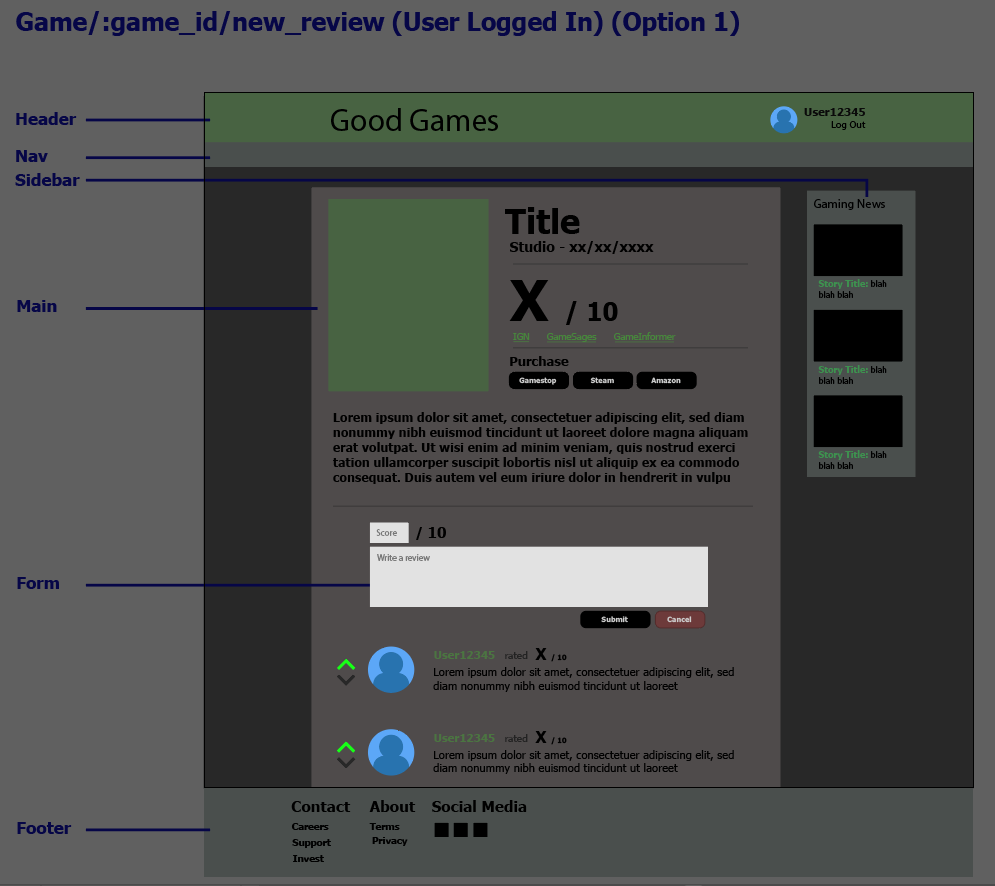 Game/:game_id/new_review (User Logged In) (Option 1)
Header
Good Games
User12345
Log Out
Nav
Sidebar
Gaming News
Title
Studio - xx/xx/xxxx
X / 10
IGN GameSages GameInformer
Purchase
Gamestop Steam Amazon
Story Title: blah
blah blah
Story Title: blah
blah blah
Story Title: blah
blah blah
Main
Lorem ipsum dolor sit amet, consectetuer adipiscing elit, sed diam
nonummy nibh euismod tincidunt ut laoreet dolore magna aliquam
erat volutpat. Ut wisi enim ad minim veniam, quis nostrud exerci
tation ullamcorper suscipit lobortis nisl ut aliquip ex ea commodo
consequat. Duis autem vel eum iriure dolor in hendrerit in vulpu
Score / 10
Write a review
Form
Submit Cancel
User12345 rated X / 10
Lorem ipsum dolor sit amet, consectetuer adipiscing elit, sed
diam nonummy nibh euismod tincidunt ut laoreet
User12345 rated X / 10
Lorem ipsum dolor sit amet, consectetuer adipiscing elit, sed
diam nonummy nibh euismod tincidunt ut laoreet
Footer
Contact
Careers
Support
Invest
About
Terms
Privacy
Social Media